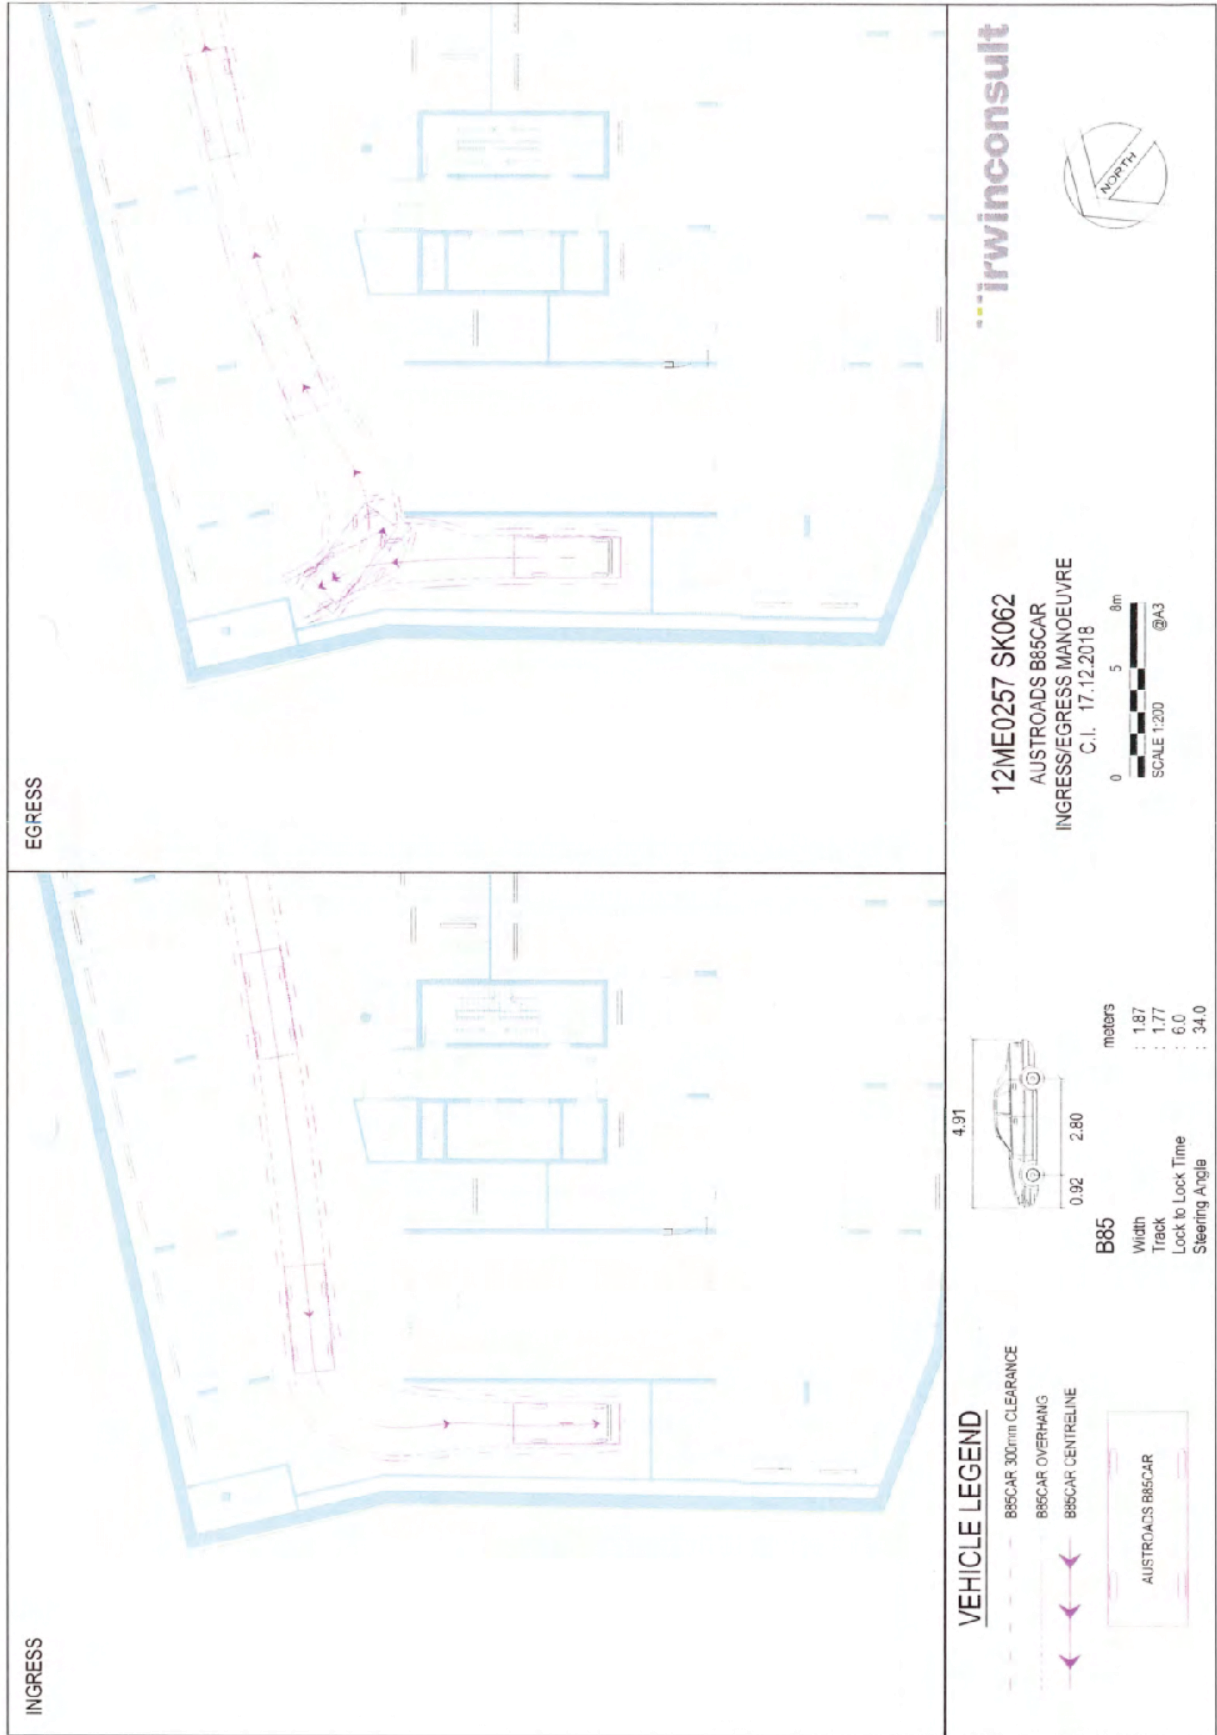 INGRESS
EGRESS
VEHICLE LEGEND
B85CAR 300mm CLEARANCE
B85CAR OVERHANG
B85CAR CENTRELINE
AUSTROADS B85CAR
4.91
0.92
2.80
B85
meters
Width : 1.87
Track : 1.77
Lock to Lock Time : 6.0
Steering Angle : 34.0
12ME0257 SK062
AUSTROADS B85CAR
INGRESS/EGRESS MANOEUVRE
C.I. 17.12.2018
0 5 8m
SCALE 1:200 @A3
irwinconsult
NORTH